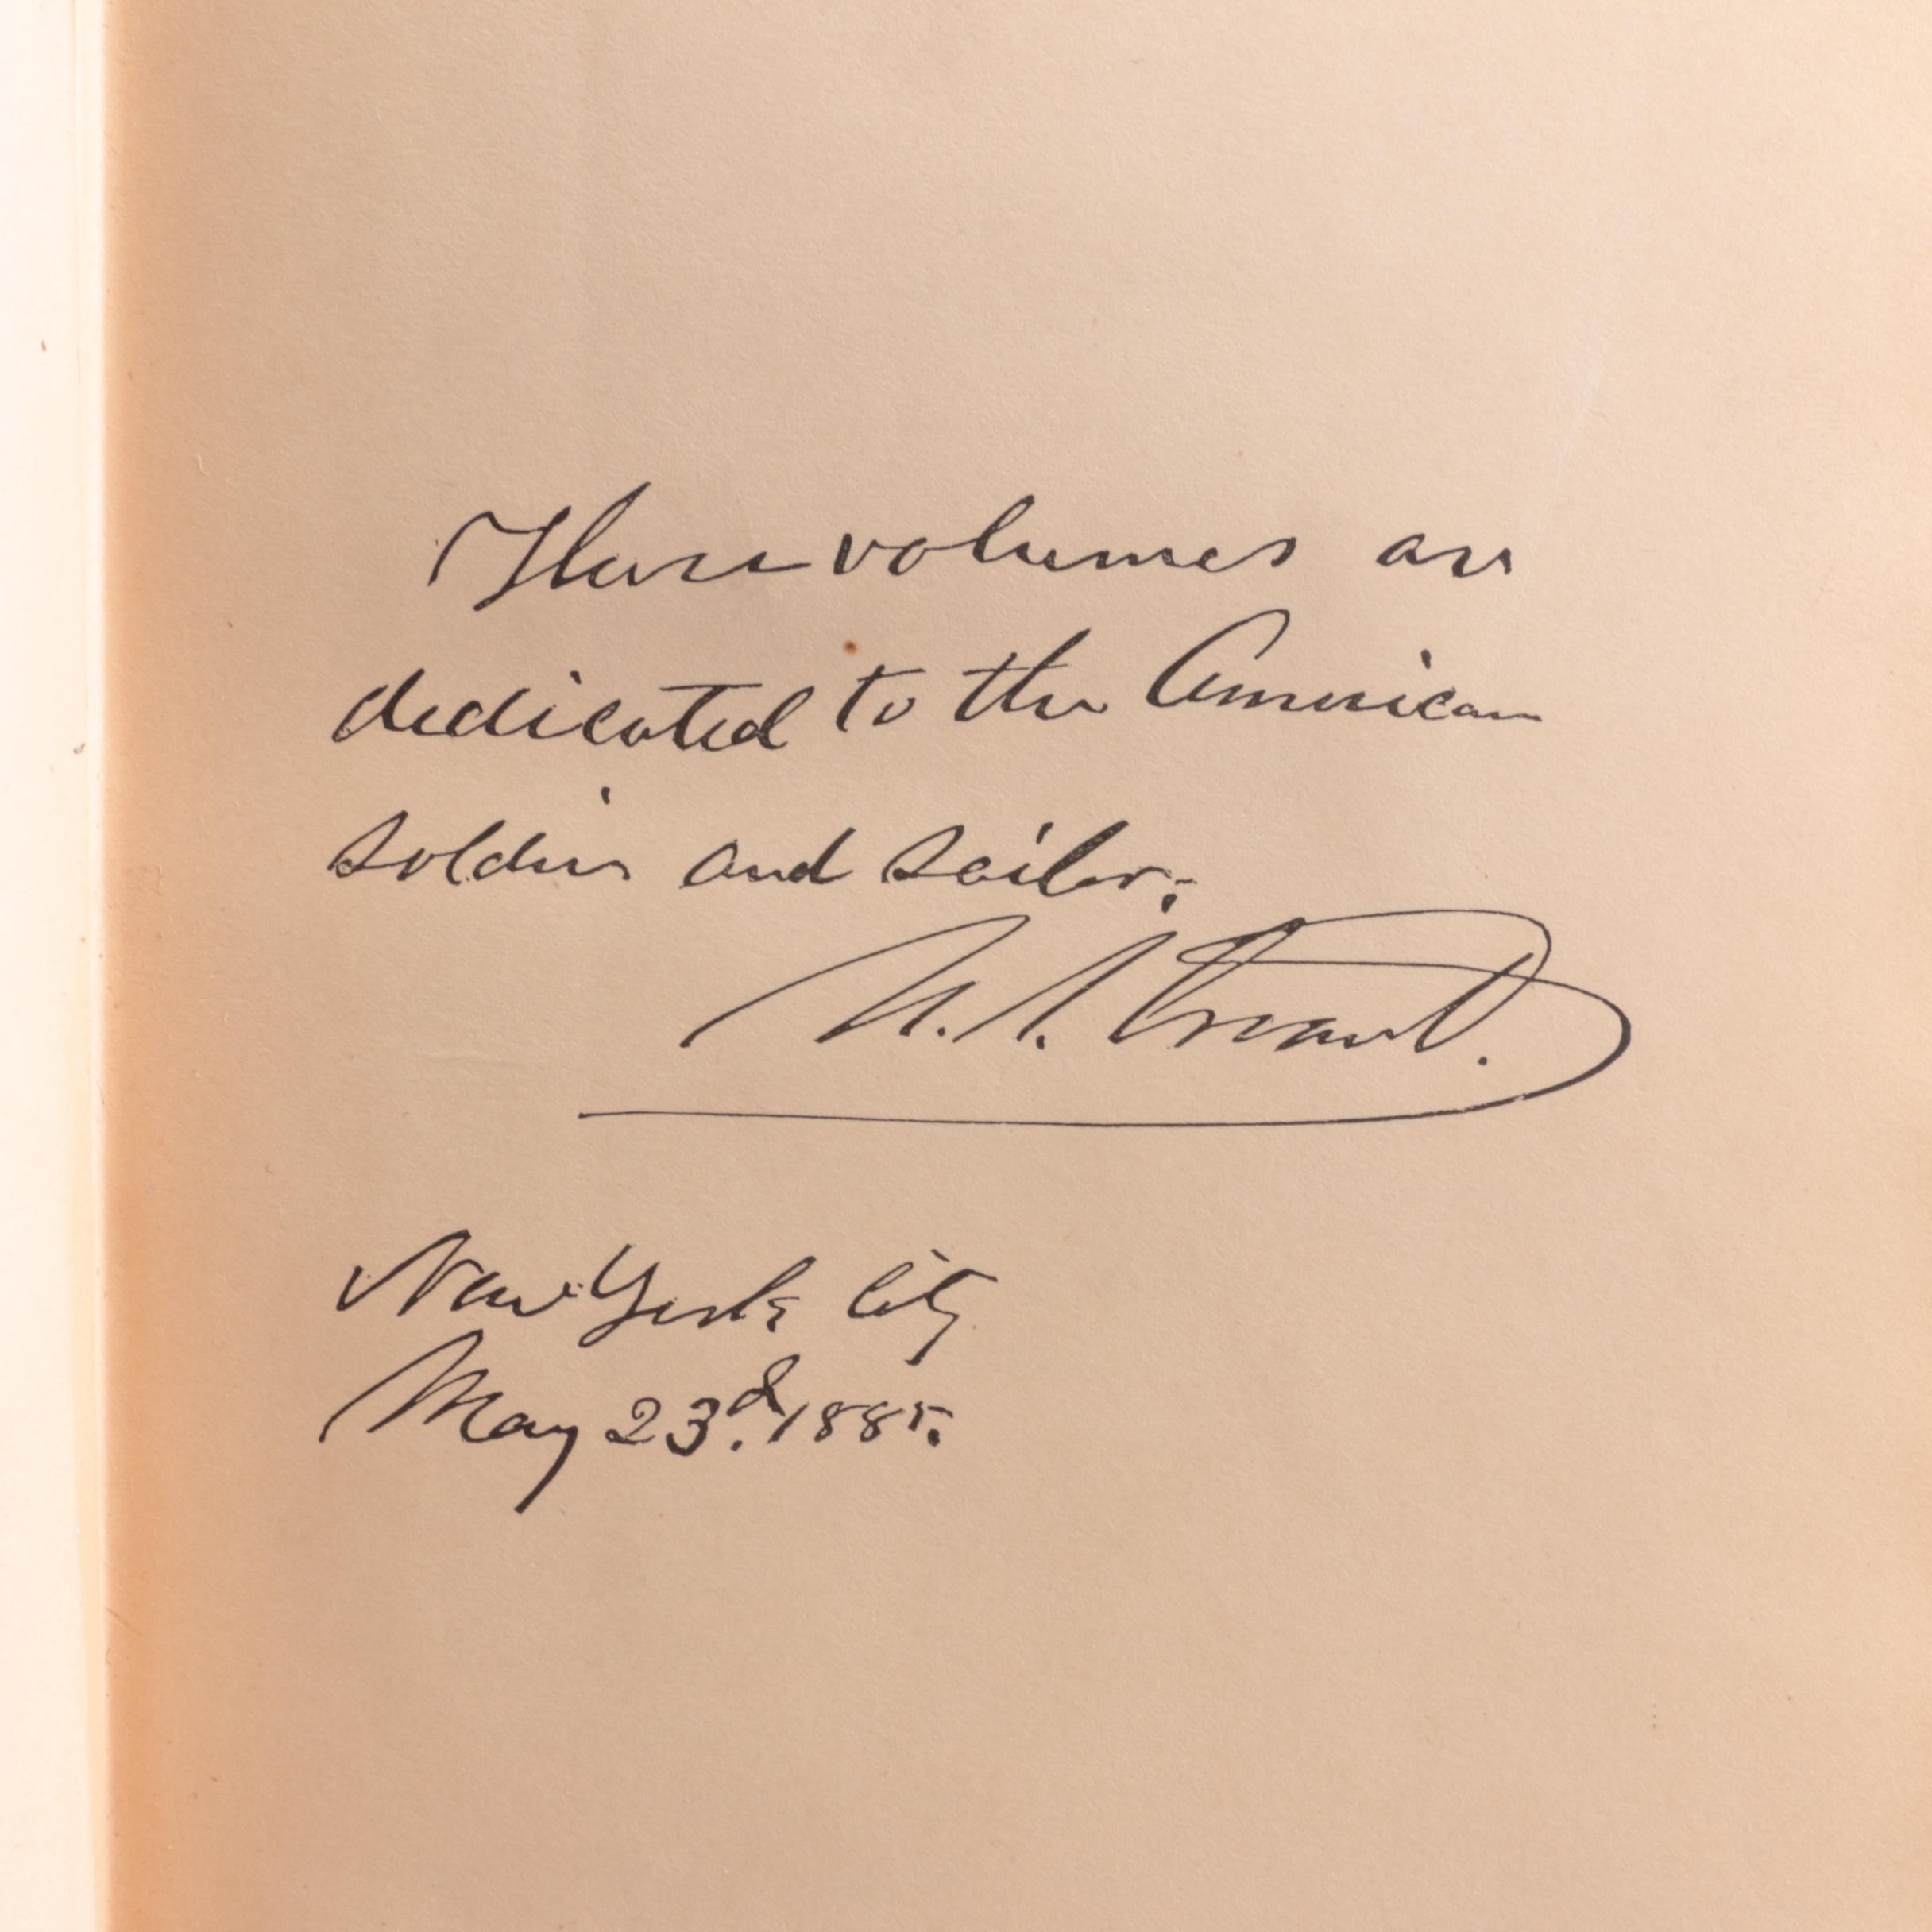 These volumes are
dedicated to the American
soldier and sailor.
U. S. Grant.
New York City
May 23d. 1885.